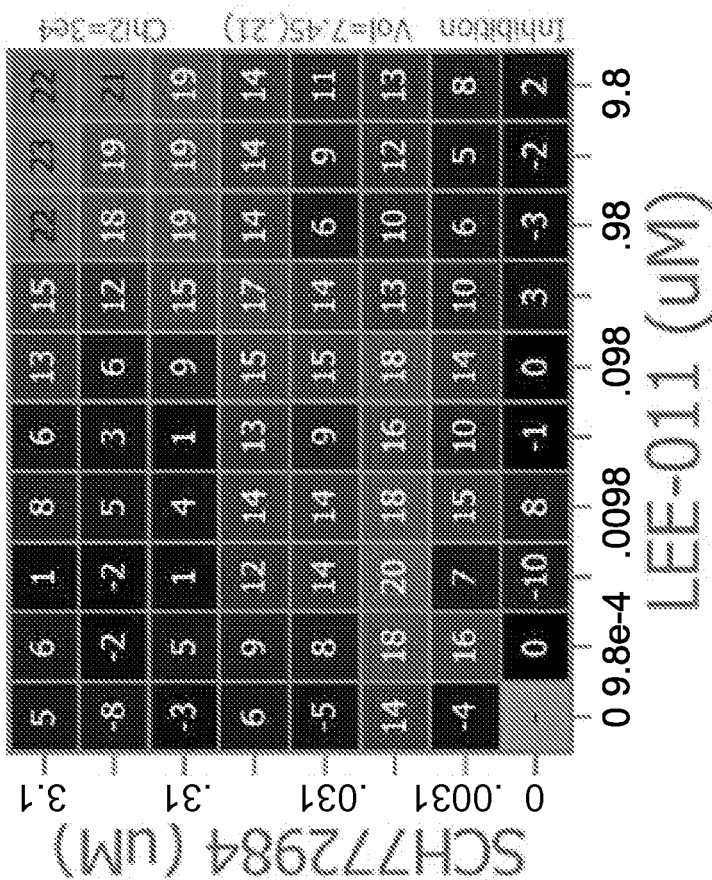 Inhibition Vol=7.45(.21) Chi2=3e4
SCH772984 (uM)
3.1 5 6 1 8 6 13 15 22 23 22
-8 -2 -2 5 3 6 12 18 19 21
.31 -3 5 1 4 1 9 15 19 19 19
6 9 12 14 13 15 17 14 14 14
.031 -5 8 14 14 9 15 14 6 9 11
14 18 20 18 16 18 13 10 12 13
.0031 -4 16 7 15 10 14 10 6 5 8
0 - 0 -10 8 -1 0 3 -3 -2 2
0 9.8e-4 .0098 .098 .98 9.8
LEE-011 (uM)